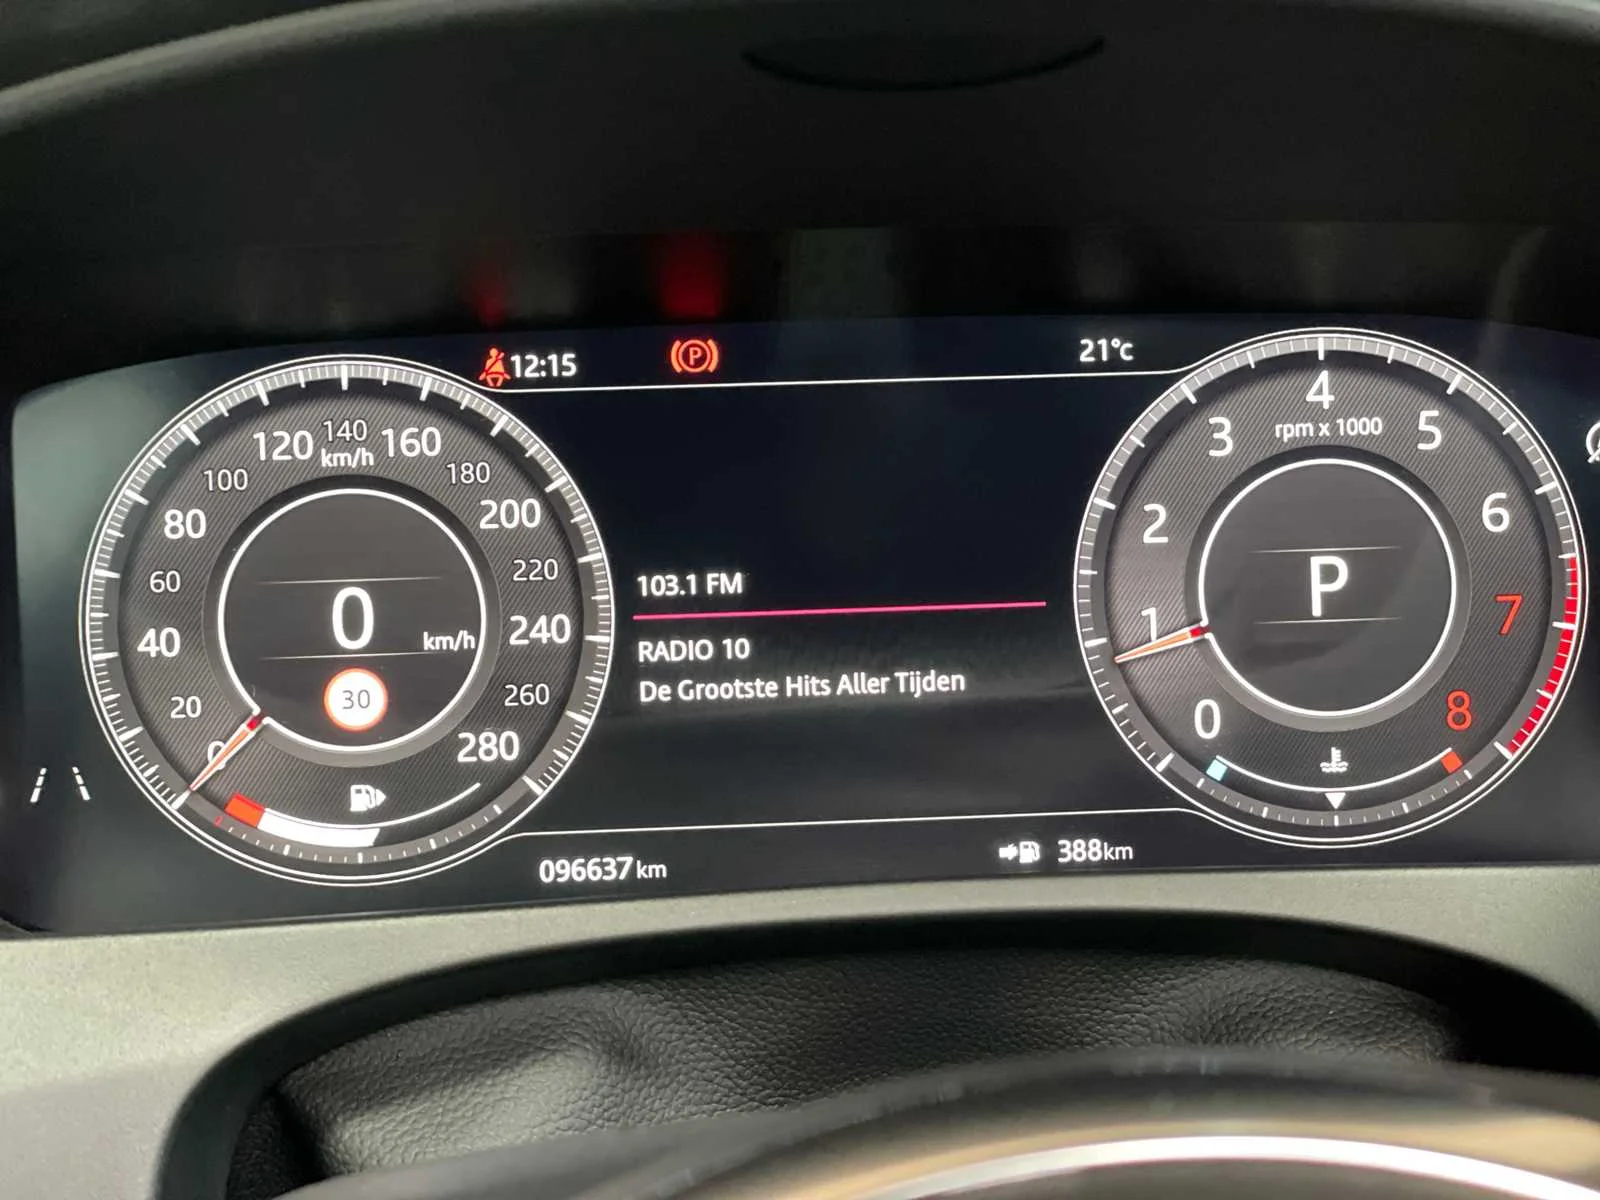 12:15
P
21°c
120 140 160
km/h
100 180
80 200
60 220
40 240
20 260
0 280
0 km/h
30
103.1 FM
RADIO 10
De Grootste Hits Aller Tijden
4
rpm x 1000
3 5
2 6
1 7
0 8
P
096637 km
388km